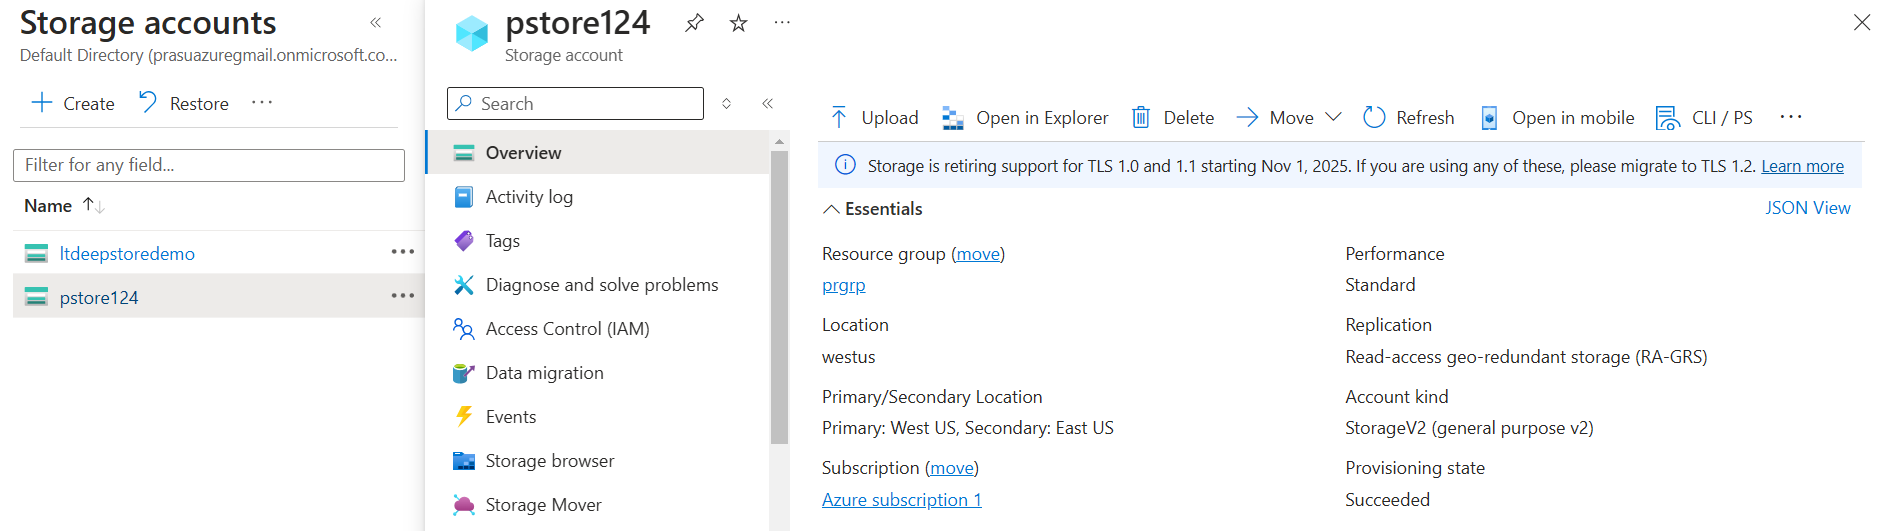 Storage accounts
«
Default Directory (prasuazuregmail.onmicrosoft.co...
Create
Restore
...
Filter for any field...
Name ↑↓
ltdeepstoredemo
...
pstore124
...
pstore124
...
Storage account
Search
«
Overview
Activity log
Tags
Diagnose and solve problems
Access Control (IAM)
Data migration
Events
Storage browser
Storage Mover
Upload
Open in Explorer
Delete
Move
Refresh
Open in mobile
CLI / PS
...
Storage is retiring support for TLS 1.0 and 1.1 starting Nov 1, 2025. If you are using any of these, please migrate to TLS 1.2. Learn more
Essentials
JSON View
Resource group (move)
prgrp
Location
westus
Primary/Secondary Location
Primary: West US, Secondary: East US
Subscription (move)
Azure subscription 1
Performance
Standard
Replication
Read-access geo-redundant storage (RA-GRS)
Account kind
StorageV2 (general purpose v2)
Provisioning state
Succeeded